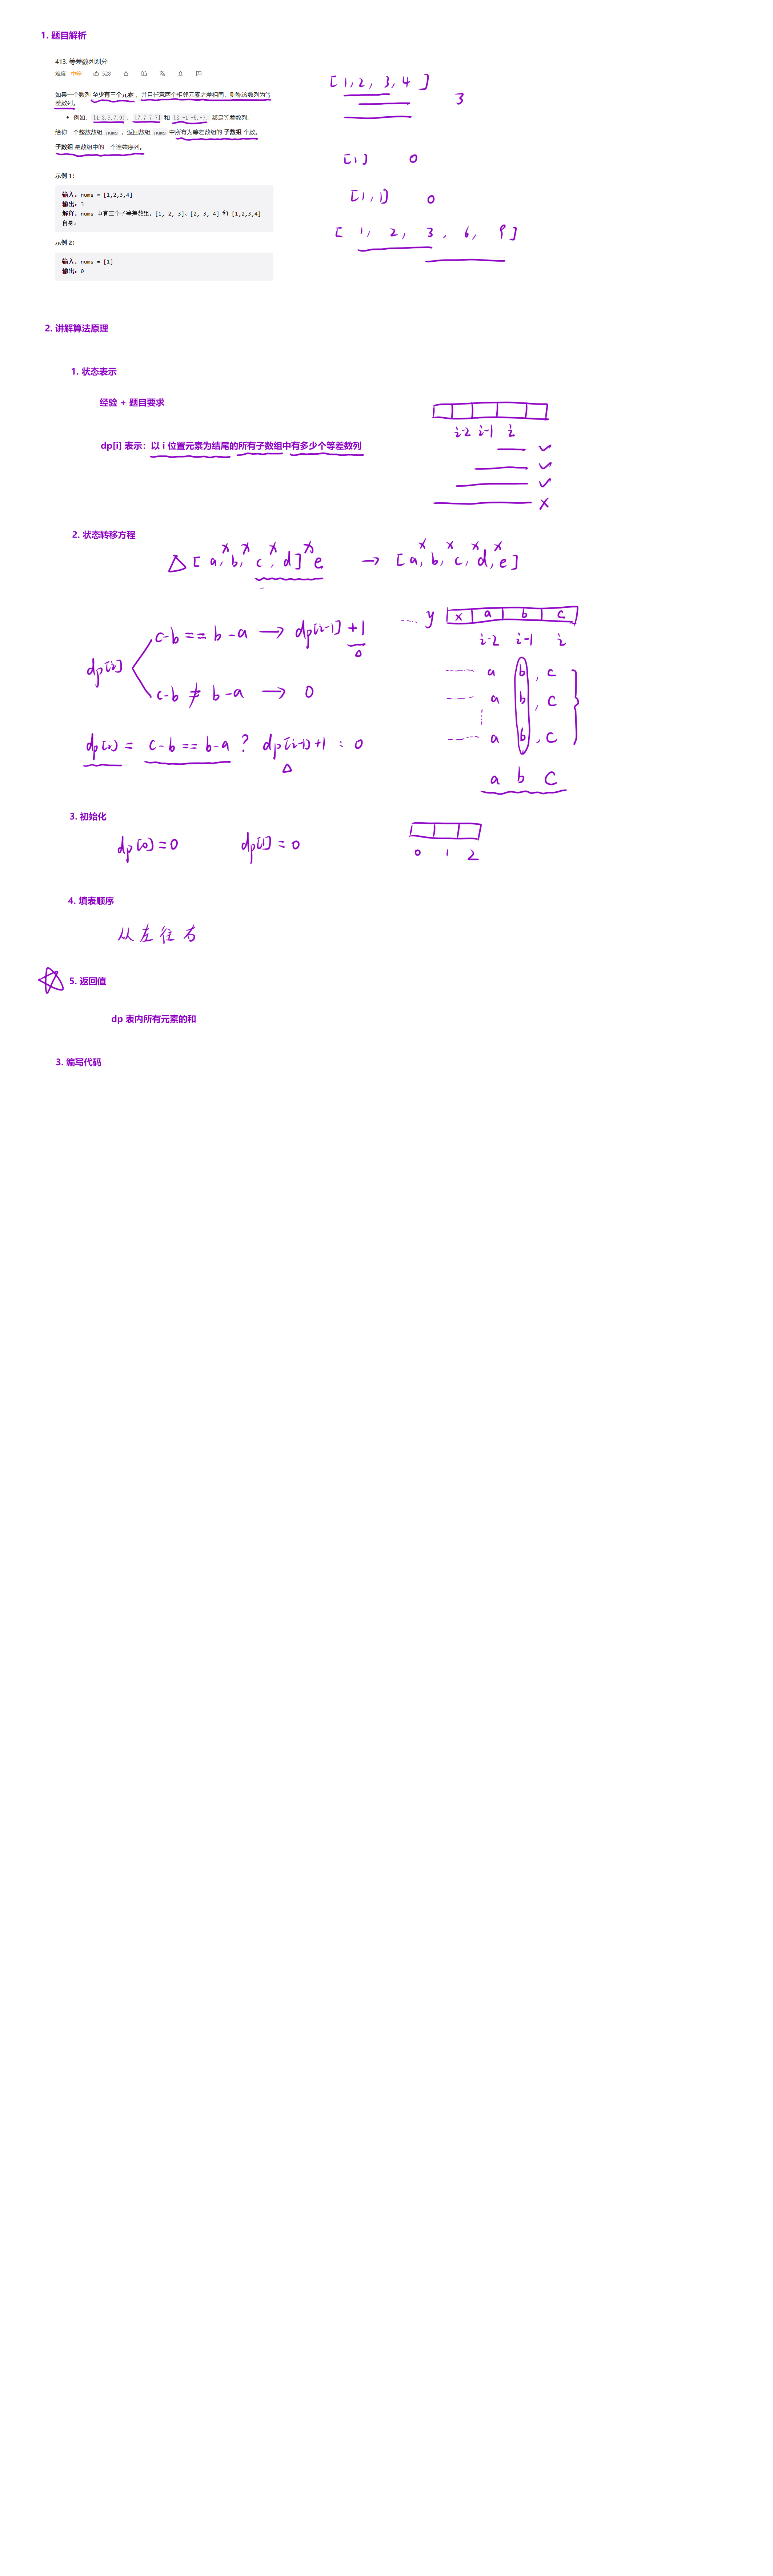 1. 题目解析
413. 等差数列划分
难度 中等 528
如果一个数列 至少有三个元素 ，并且任意两个相邻元素之差相同，则称该数列为等
差数列。
• 例如，[1,3,5,7,9]、[7,7,7,7] 和 [3,-1,-5,-9] 都是等差数列。
给你一个整数数组 nums ，返回数组 nums 中所有为等差数组的 子数组 个数。
子数组 是数组中的一个连续序列。
示例 1：
输入：nums = [1,2,3,4]
输出：3
解释：nums 中有三个子等差数组：[1, 2, 3]、[2, 3, 4] 和 [1,2,3,4]
自身。
示例 2：
输入：nums = [1]
输出：0
[1, 2, 3, 4]
3
[1] 0
[1, 1] 0
[1, 2, 3, 6, 9]
2. 讲解算法原理
1. 状态表示
经验 + 题目要求
dp[i] 表示：以 i 位置元素为结尾的所有子数组中有多少个等差数列
i-2 i-1 i
2. 状态转移方程
△ [a, b, c, d] e → [a, b, c, d, e]
c-b == b-a → dp[i-1] +1
dp[i]
c-b ≠ b-a → 0
dp[i] = c-b == b-a ? dp[i-1]+1 : 0
... y x a b c
i-2 i-1 i
...... a b, c
...... a b, c
...... a b, c
a b c
3. 初始化
dp[0]=0 dp[1]=0
0 1 2
4. 填表顺序
从左往右
5. 返回值
dp 表内所有元素的和
3. 编写代码